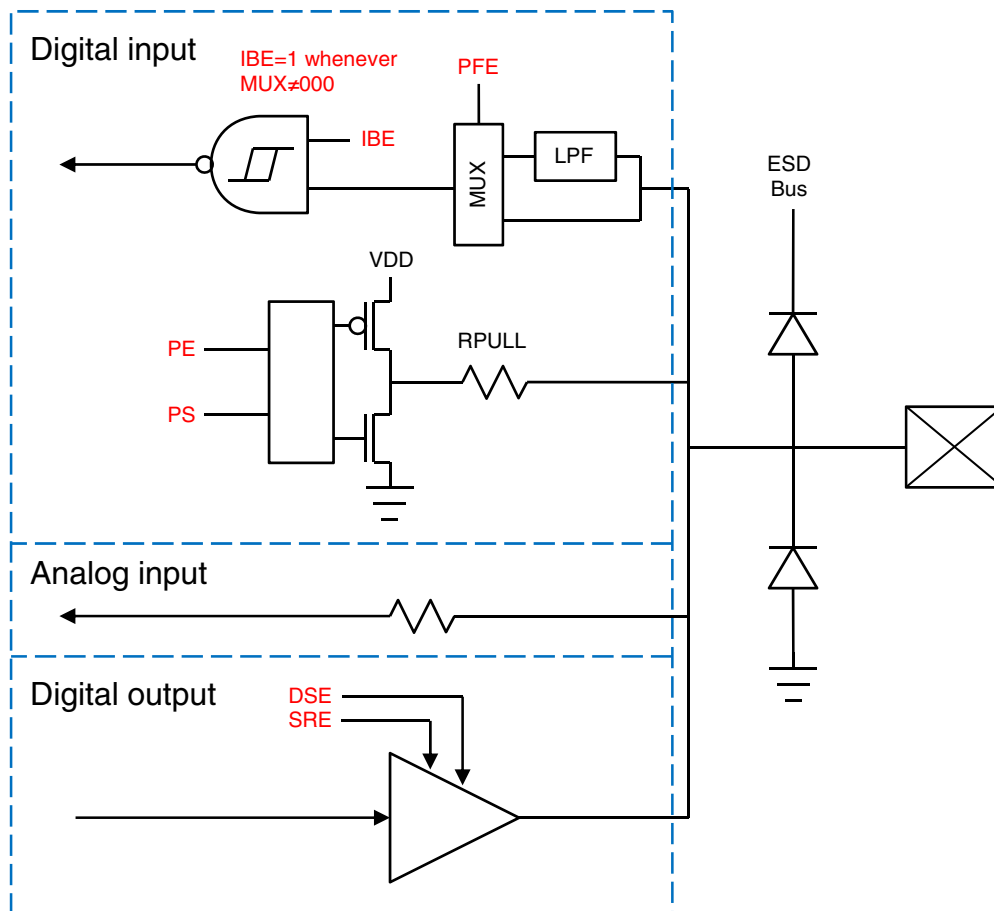 Digital input
IBE=1 whenever
MUX≠000
PFE
IBE
MUX
LPF
ESD
Bus
VDD
PE
PS
RPULL
Analog input
Digital output
DSE
SRE